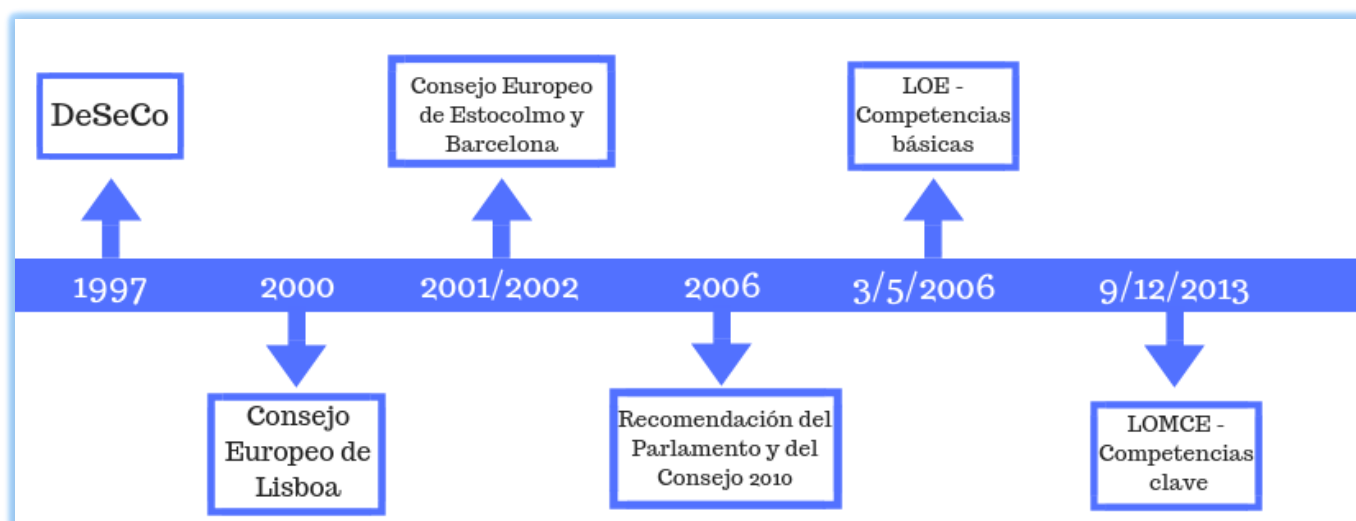 DeSeCo
Consejo Europeo
de Estocolmo y
Barcelona
LOE -
Competencias
básicas
1997
2000
2001/2002
2006
3/5/2006
9/12/2013
Consejo
Europeo de
Lisboa
Recomendación del
Parlamento y del
Consejo 2010
LOMCE -
Competencias
clave